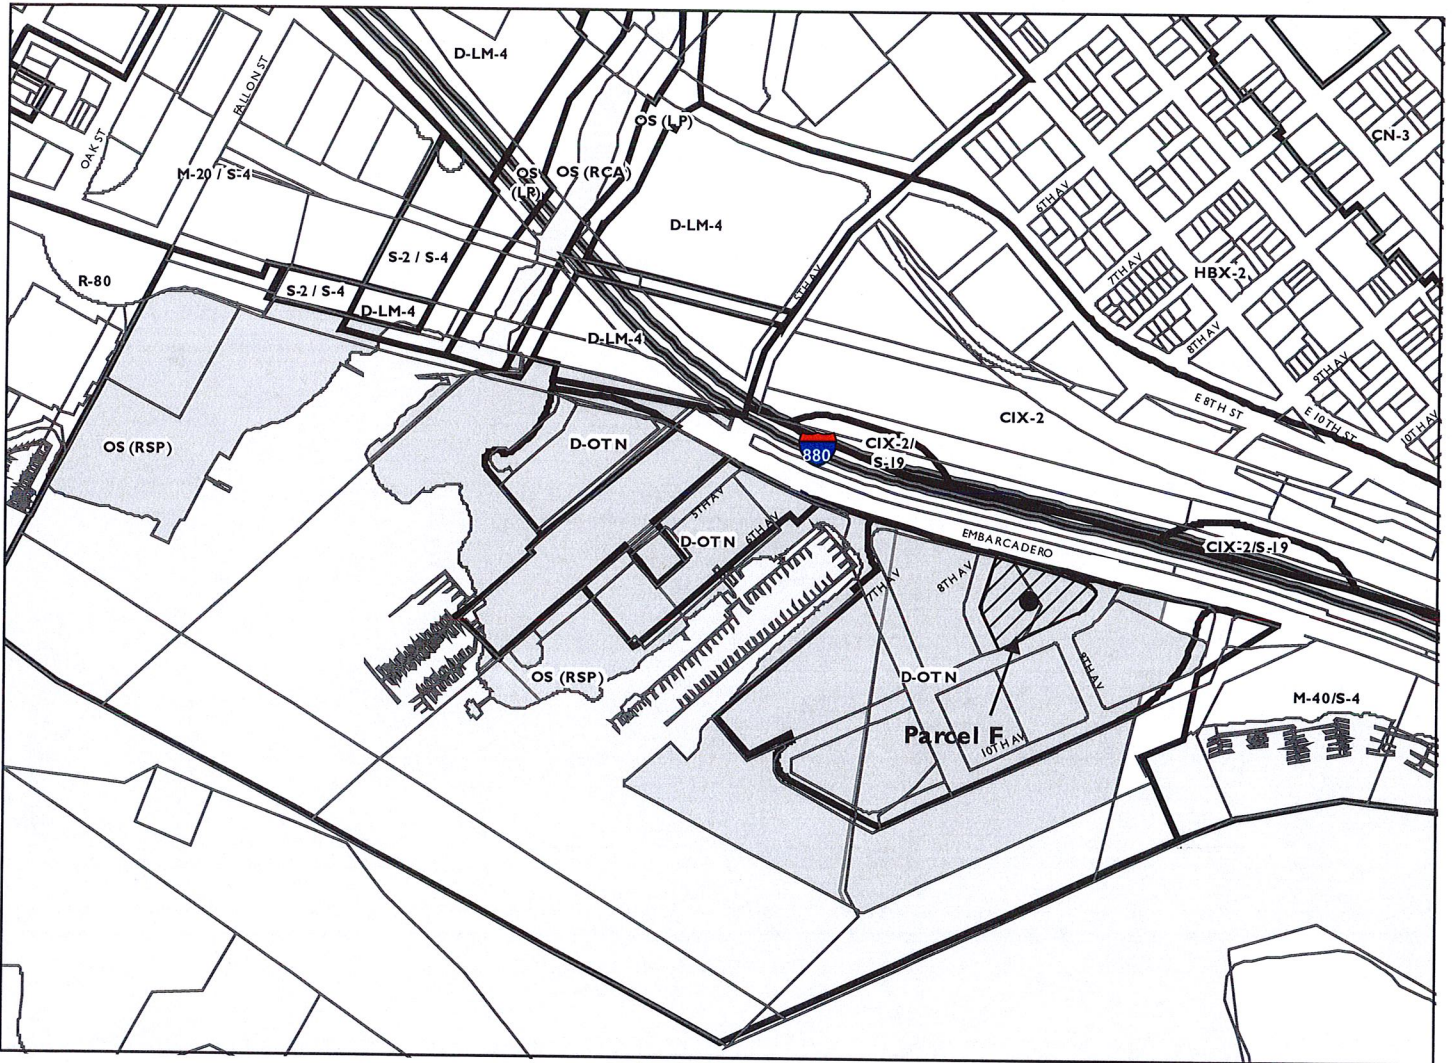 D-LM-4
FALLON ST
OAK ST
M-20 / S-4
OS (LP)
OS
(LP)
OS (RCA)
CN-3
D-LM-4
6TH AV
7TH AV
HBX-2
S-2 / S-4
R-80
S-2 / S-4
D-LM-4
5TH AV
D-LM-4
8TH AV
9TH AV
E 8TH ST
E 10TH ST
10TH AV
CIX-2
OS (RSP)
D-OTN
880
CIX-2/
S-19
5TH AV
6TH AV
D-OTN
EMBARCADERO
CIX-2/S-19
7TH AV
8TH AV
9TH AV
OS (RSP)
D-OTN
M-40/S-4
Parcel F
10TH AV